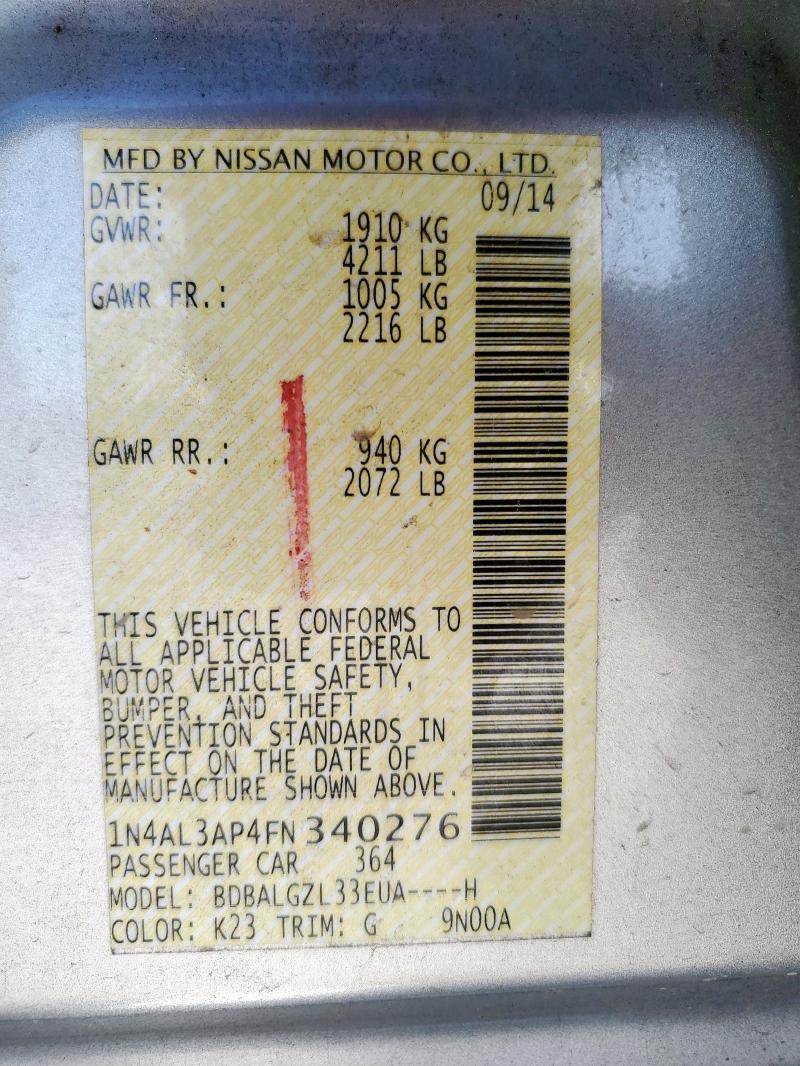 MFD BY NISSAN MOTOR CO., LTD.
DATE: 09/14
GVWR: 1910 KG
4211 LB
GAWR FR.: 1005 KG
2216 LB
GAWR RR.: 940 KG
2072 LB
THIS VEHICLE CONFORMS TO
ALL APPLICABLE FEDERAL
MOTOR VEHICLE SAFETY,
BUMPER, AND THEFT
PREVENTION STANDARDS IN
EFFECT ON THE DATE OF
MANUFACTURE SHOWN ABOVE.
1N4AL3AP4FN340276
PASSENGER CAR 364
MODEL: BDBALGZL33EUA----H
COLOR: K23 TRIM: G 9N00A